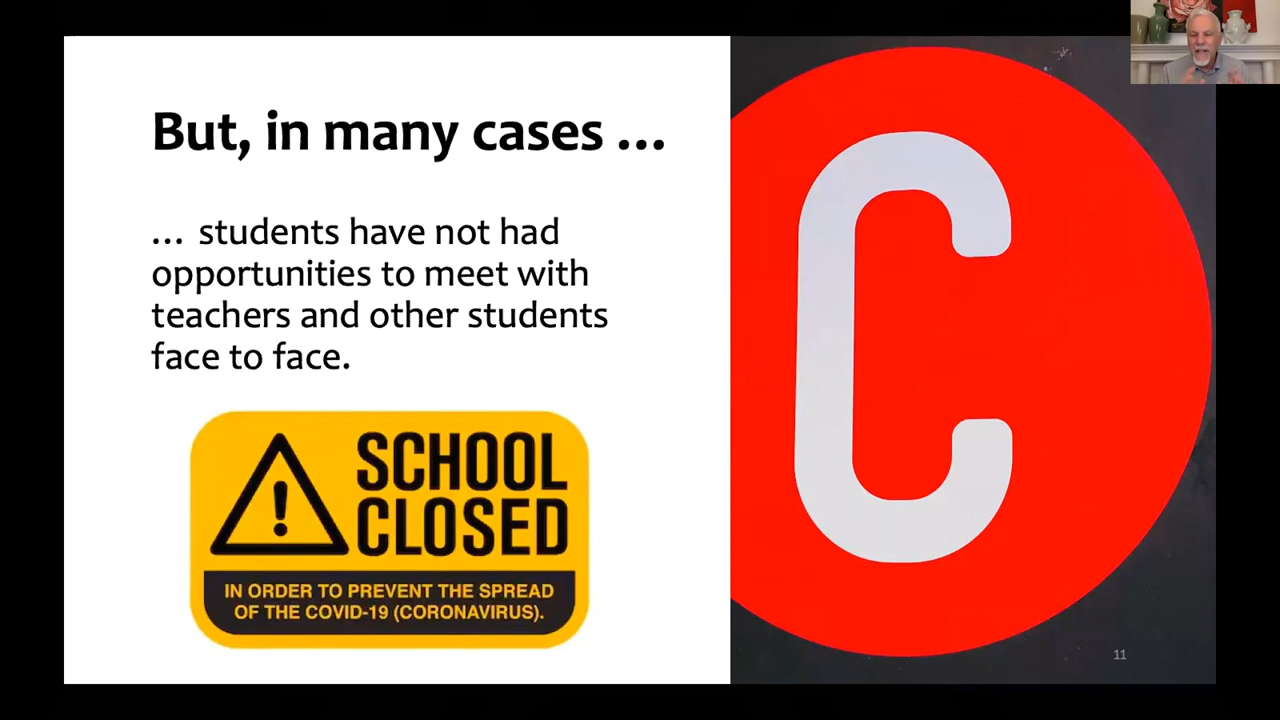 But, in many cases ...
... students have not had
opportunities to meet with
teachers and other students
face to face.
SCHOOL
CLOSED
IN ORDER TO PREVENT THE SPREAD
OF THE COVID-19 (CORONAVIRUS).
C
11